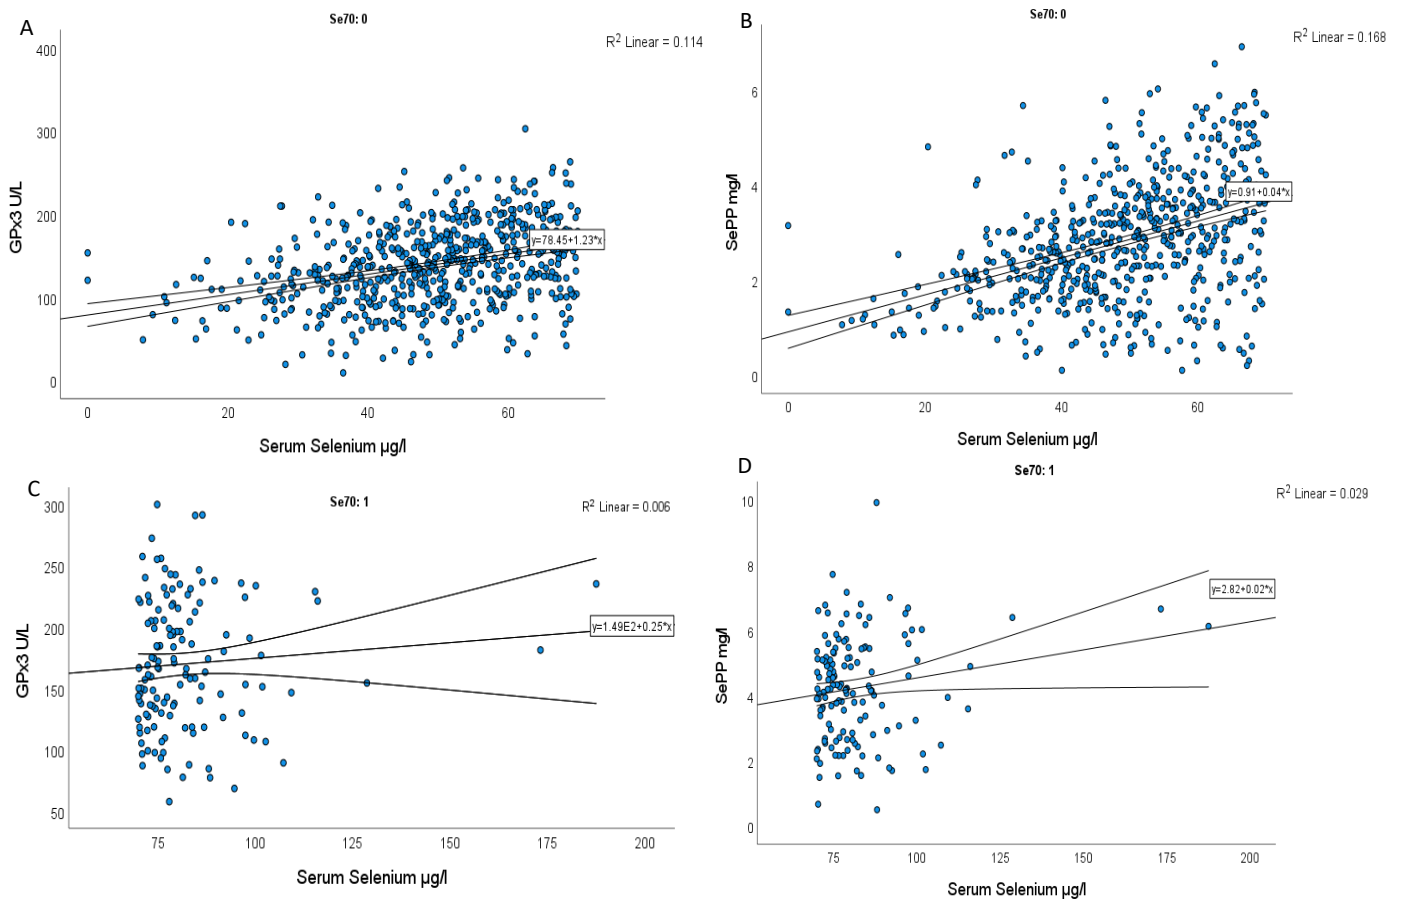 A
Se70: 0
R2 Linear = 0.114
400
300
200
100
0
GPx3 U/L
y=78.45+1.23*x
0 20 40 60
Serum Selenium µg/l
B
Se70: 0
R2 Linear = 0.168
6
4
2
0
SePP mg/l
y=0.91+0.04*x
0 20 40 60
Serum Selenium µg/l
C
Se70: 1
R2 Linear = 0.006
300
250
200
150
100
50
GPx3 U/L
y=1.49E2+0.25*x
75 100 125 150 175 200
Serum Selenium µg/l
D
Se70: 1
R2 Linear = 0.029
10
8
6
4
2
0
SePP mg/l
y=2.82+0.02*x
75 100 125 150 175 200
Serum Selenium µg/l